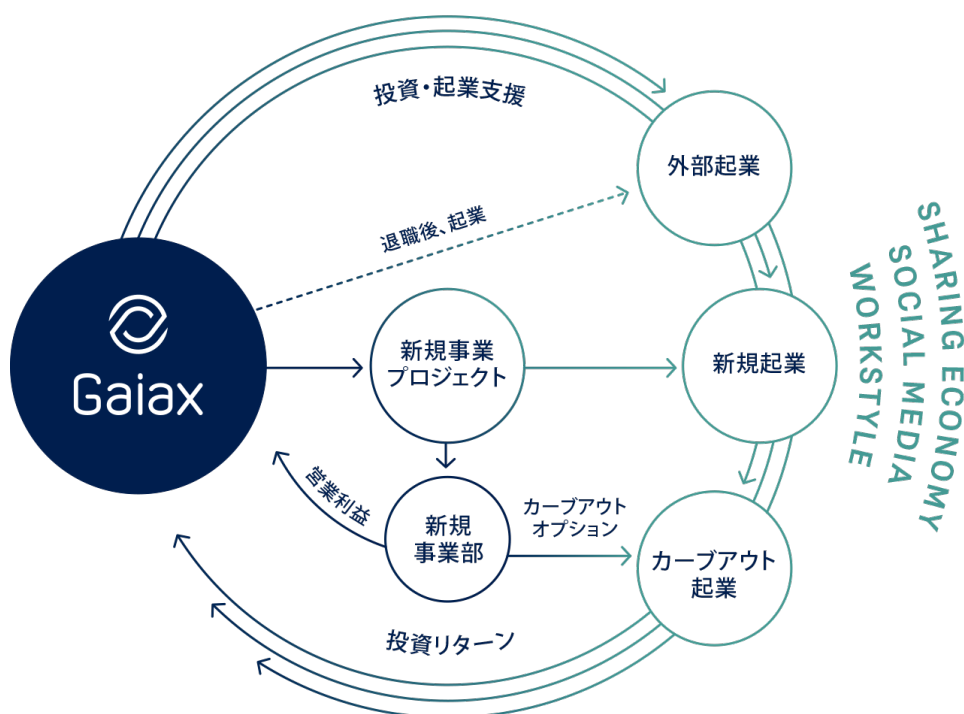 投資・起業支援
外部起業
退職後、起業
Gaiax
新規事業
プロジェクト
新規起業
SHARING ECONOMY
SOCIAL MEDIA
WORKSTYLE
営業利益
新規
事業部
カーブアウト
オプション
カーブアウト
起業
投資リターン